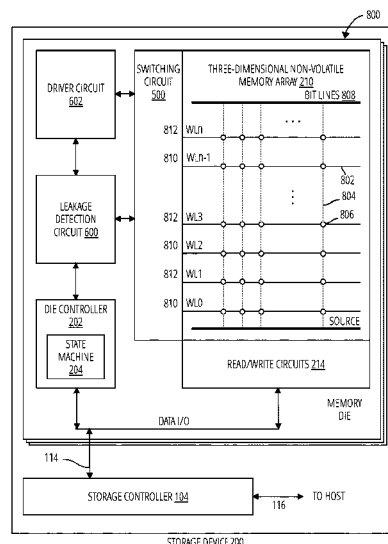 800
DRIVER CIRCUIT 602
SWITCHING CIRCUIT 500
THREE-DIMENSIONAL NON-VOLATILE MEMORY ARRAY 210
BIT LINES 808
...
812 WLn
810 WLn-1
802
804
806
812 WL3
810 WL2
812 WL1
810 WL0
SOURCE
LEAKAGE DETECTION CIRCUIT 600
DIE CONTROLLER 202
STATE MACHINE 204
READ/WRITE CIRCUITS 214
DATA I/O
MEMORY DIE
114
STORAGE CONTROLLER 104
116
TO HOST
STORAGE DEVICE 200